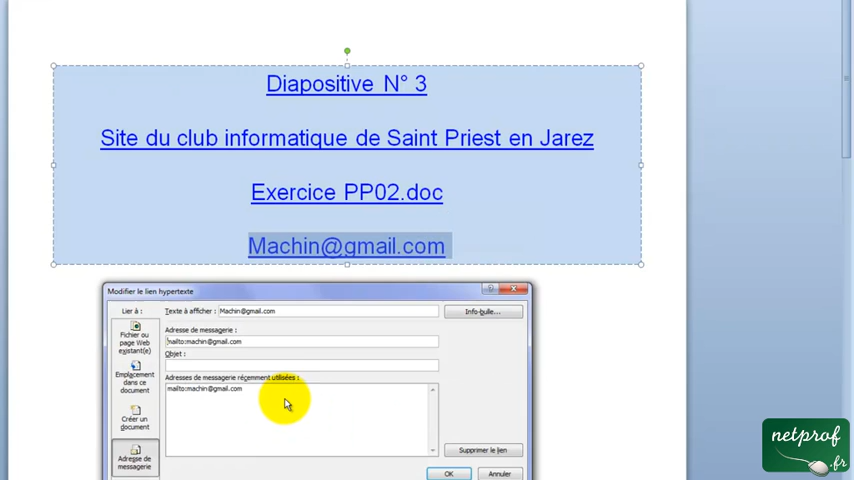 Diapositive N° 3
Site du club informatique de Saint Priest en Jarez
Exercice PP02.doc
Machin@gmail.com
Modifier le lien hypertexte
Lier à :
Texte à afficher : Machin@gmail.com
Info-bulle...
Fichier ou
page Web
existant(e)
Adresse de messagerie :
mailto:machin@gmail.com
Objet :
Emplacement
dans ce
document
Adresses de messagerie récemment utilisées :
mailto:machin@gmail.com
Créer un
document
Adresse de
messagerie
Supprimer le lien
OK
Annuler
netprof
.fr